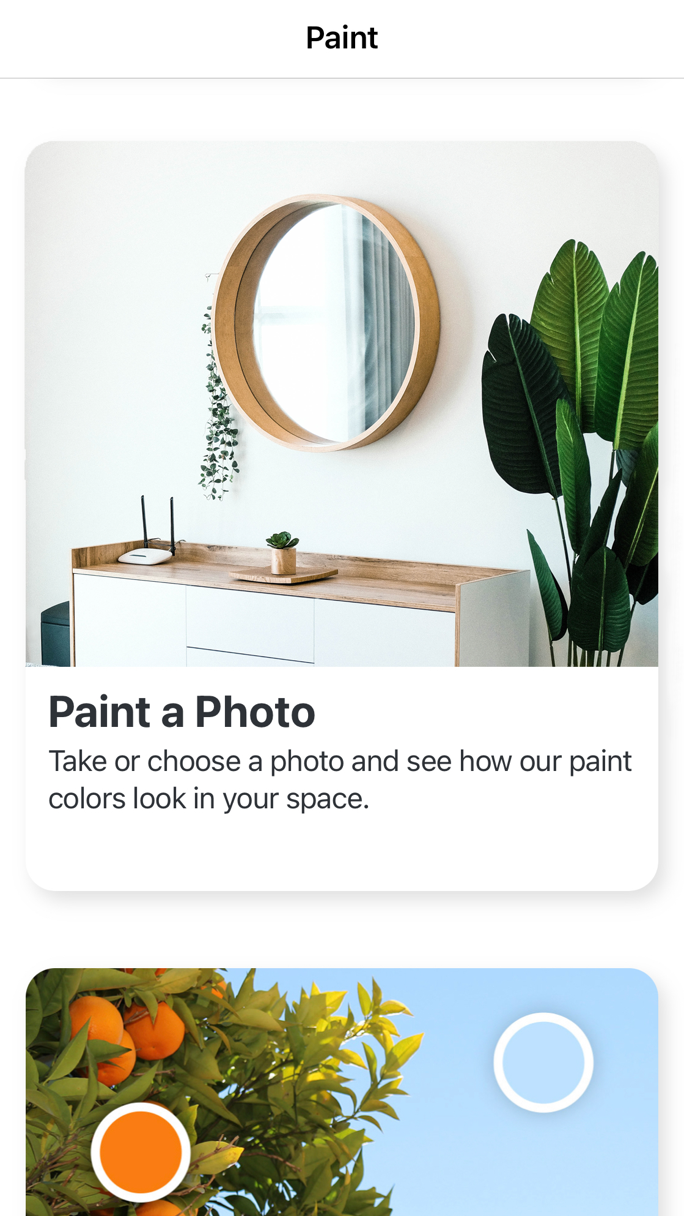 Paint
Paint a Photo
Take or choose a photo and see how our paint
colors look in your space.